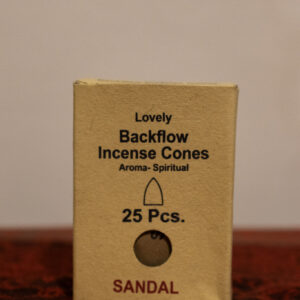 Lovely
Backflow
Incense Cones
Aroma- Spiritual
25 Pcs.
SANDAL